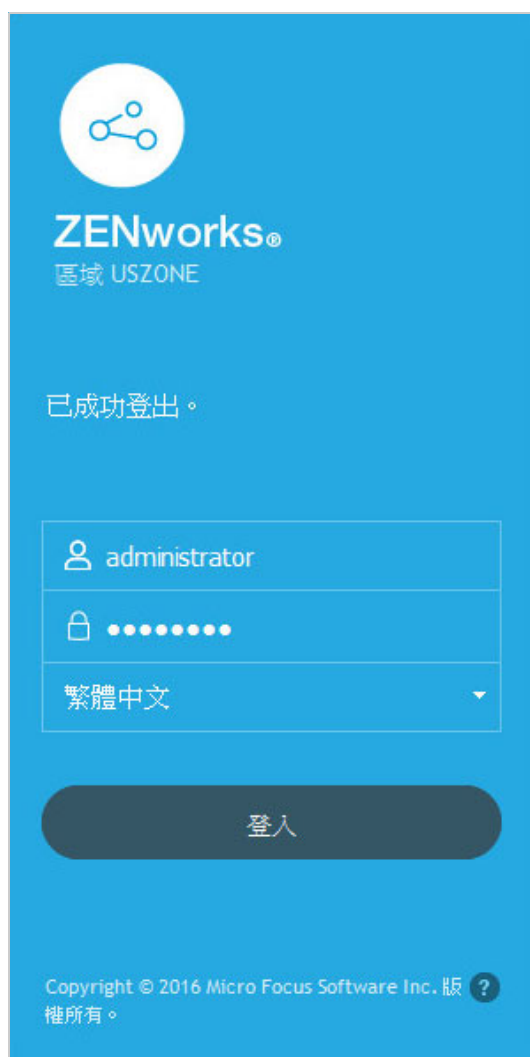 ZENworks®
區域 USZONE
已成功登出。
administrator
••••••••
繁體中文
登入
Copyright © 2016 Micro Focus Software Inc. 版 ?
權所有。